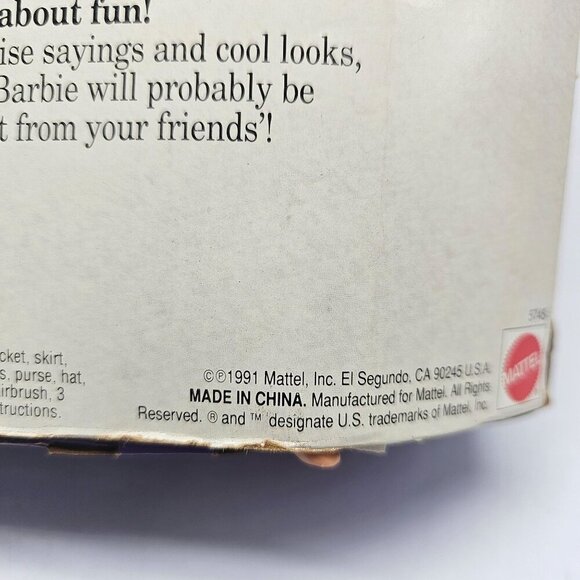 about fun!
ise sayings and cool looks,
Barbie will probably be
t from your friends'!
5745
cket, skirt,
s, purse, hat,
irbrush, 3
tructions.
©℗1991 Mattel, Inc. El Segundo, CA 90245 U.S.A.
MADE IN CHINA. Manufactured for Mattel. All Rights
Reserved. ® and ™ designate U.S. trademarks of Mattel, Inc.
MATTEL